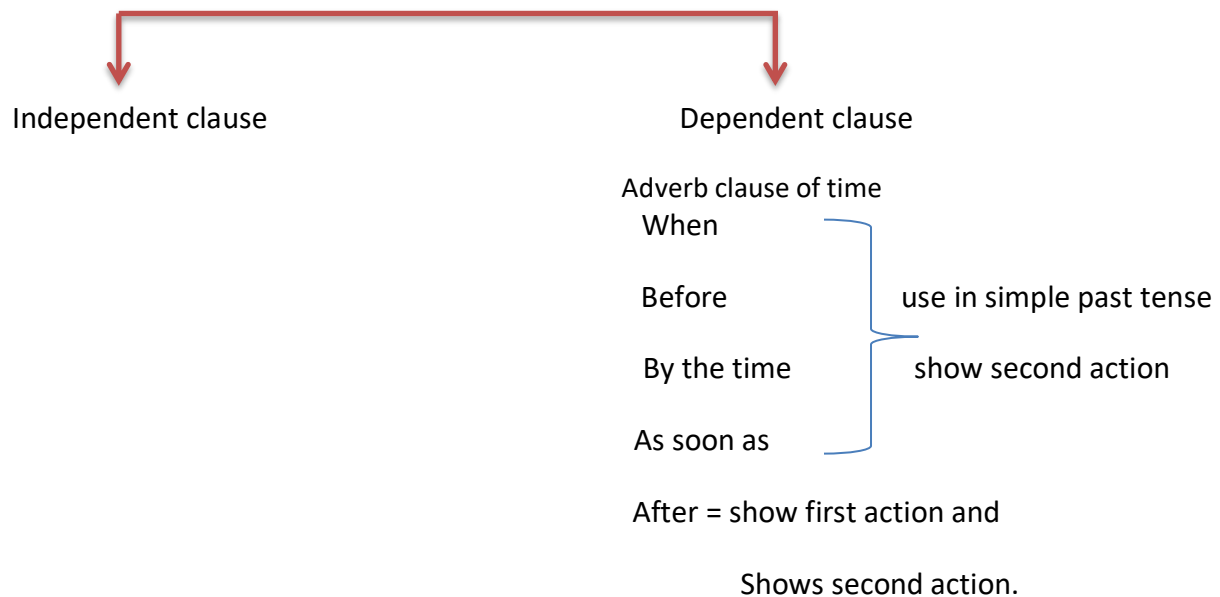 Independent clause
Dependent clause
Adverb clause of time
When
Before
use in simple past tense
By the time
show second action
As soon as
After = show first action and
Shows second action.